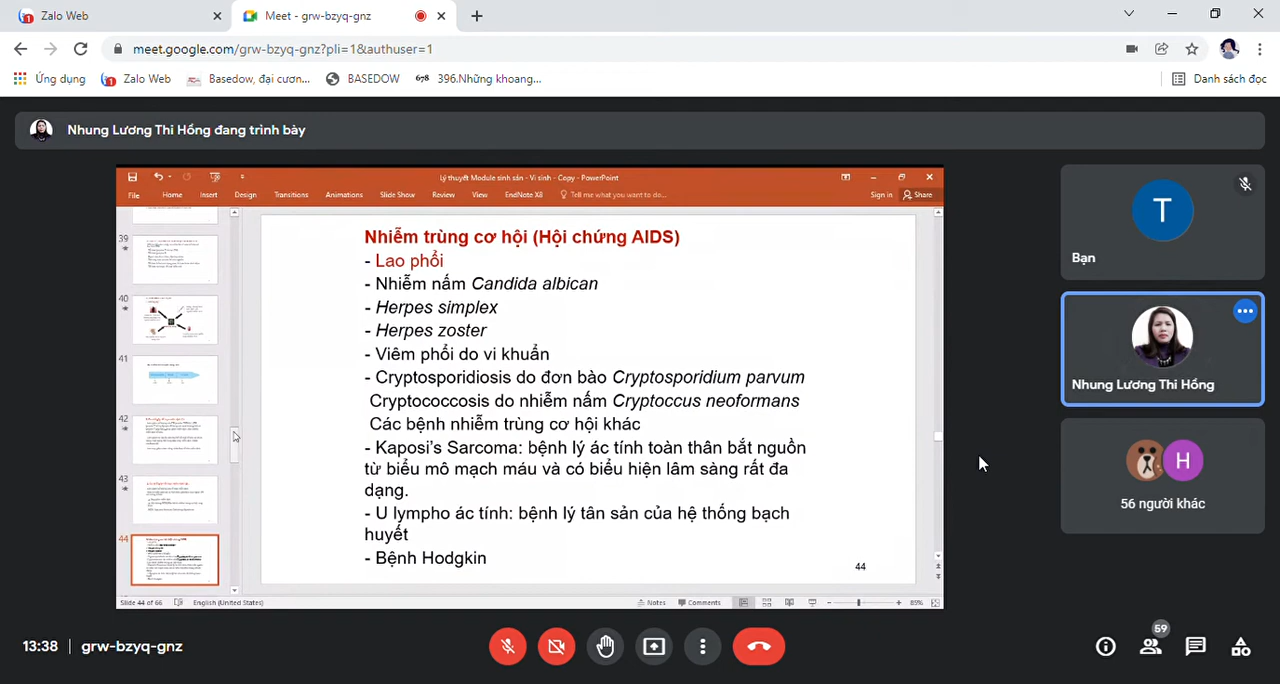 Zalo Web
Meet - grw-bzyq-gnz
meet.google.com/grw-bzyq-gnz?pli=1&authuser=1
Ứng dụng
Zalo Web
Basedow, đại cươn...
BASEDOW
678
396.Những khoang...
Danh sách đọc
Nhung Lương Thi Hồng đang trình bày
Lý thuyết Module sinh sản - Vi sinh - Copy - PowerPoint
File Home Insert Design Transitions Animations Slide Show Review View EndNote X8 Tell me what you want to do... Sign in Share
39
40
41
42
43
44
Nhiễm trùng cơ hội (Hội chứng AIDS)
- Lao phổi
- Nhiễm nấm Candida albican
- Herpes simplex
- Herpes zoster
- Viêm phổi do vi khuẩn
- Cryptosporidiosis do đơn bào Cryptosporidium parvum
Cryptococcosis do nhiễm nấm Cryptoccus neoformans
Các bệnh nhiễm trùng cơ hội khác
- Kaposi's Sarcoma: bệnh lý ác tính toàn thân bắt nguồn
từ biểu mô mạch máu và có biểu hiện lâm sàng rất đa
dạng.
- U lympho ác tính: bệnh lý tân sản của hệ thống bạch
huyết
- Bệnh Hodgkin
44
Slide 44 of 66
English (United States)
Notes
Comments
85%
T
Bạn
Nhung Lương Thi Hồng
H
56 người khác
13:38
grw-bzyq-gnz
59